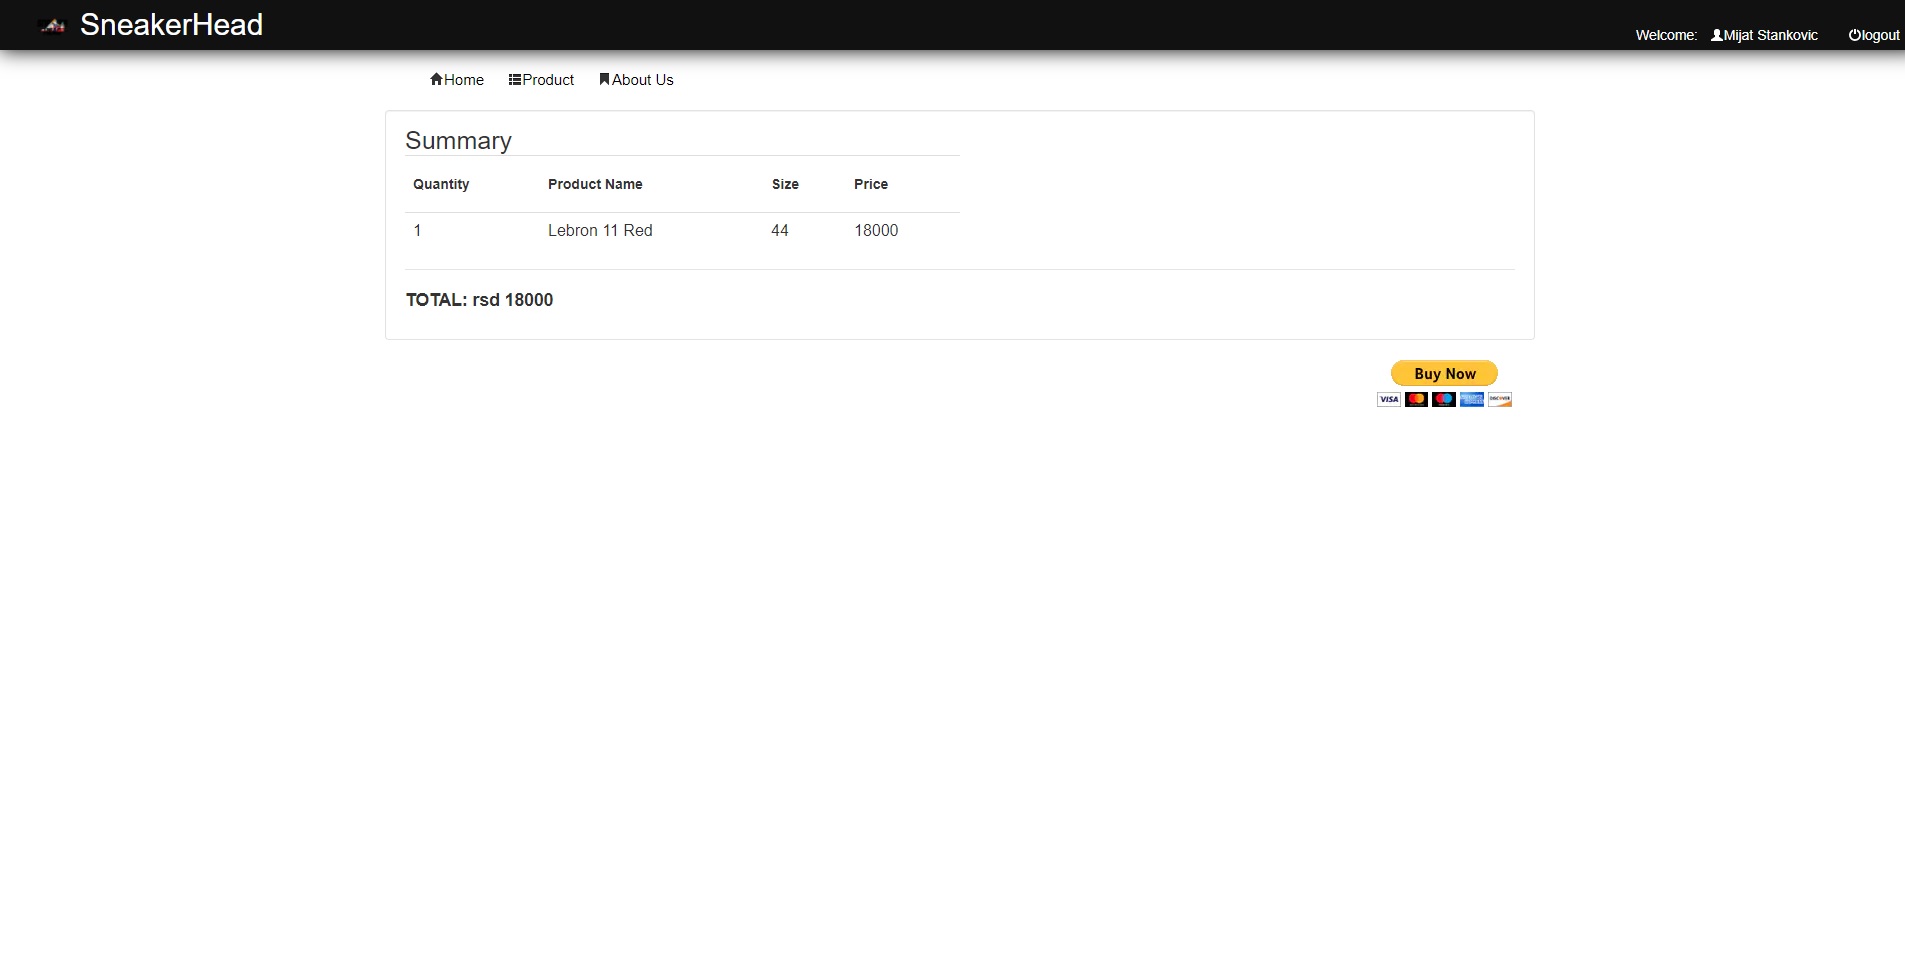 SneakerHead
Welcome: Mijat Stankovic logout
Home Product About Us
Summary
Quantity Product Name Size Price
1 Lebron 11 Red 44 18000
TOTAL: rsd 18000
Buy Now
VISA DISCOVER